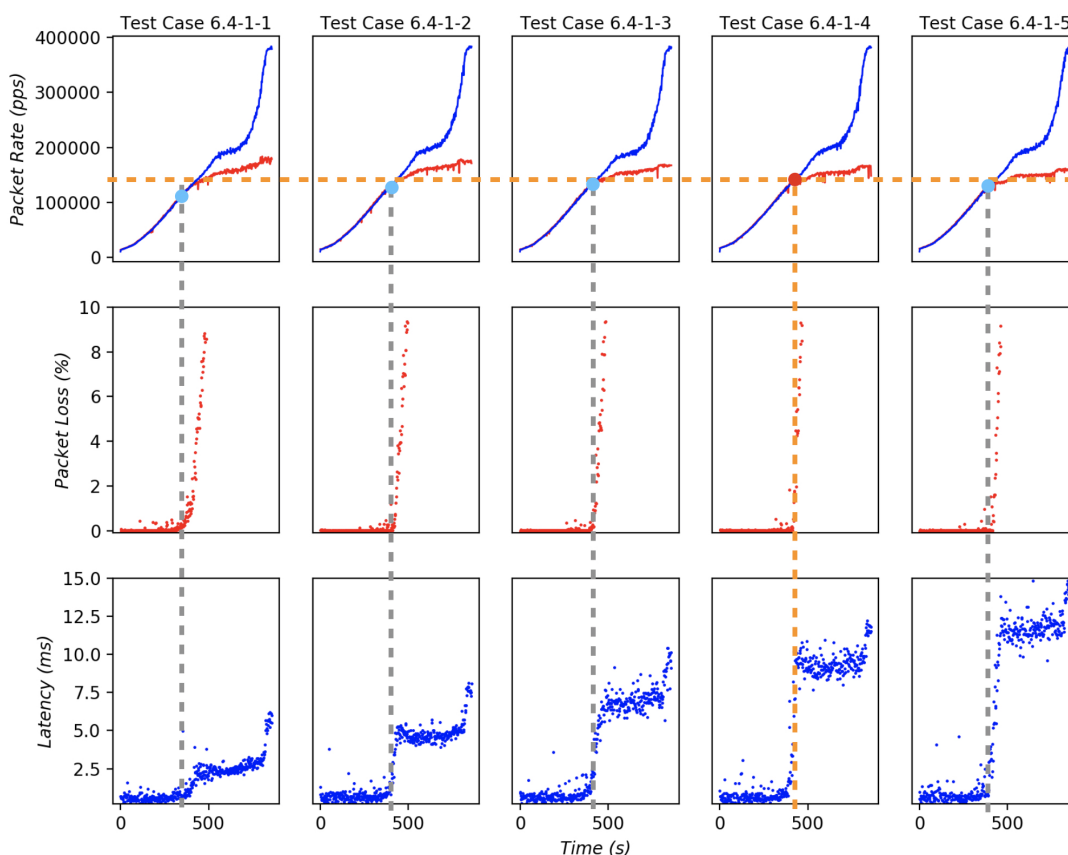 Test Case 6.4-1-1 Test Case 6.4-1-2 Test Case 6.4-1-3 Test Case 6.4-1-4 Test Case 6.4-1-5
400000
300000
200000
100000
0
Packet Rate (pps)
10
8
6
4
2
0
Packet Loss (%)
15.0
12.5
10.0
7.5
5.0
2.5
Latency (ms)
0 500 0 500 0 500 0 500 0 500
Time (s)